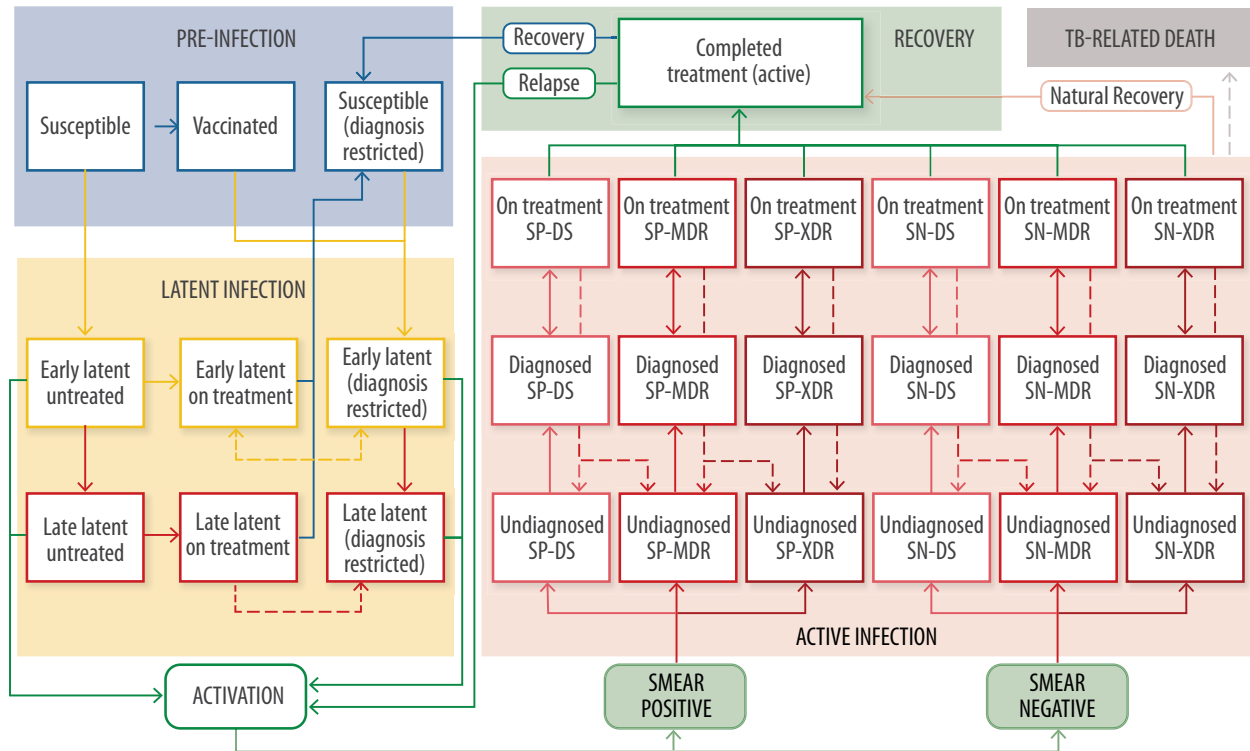 PRE-INFECTION
Susceptible
Vaccinated
Susceptible
(diagnosis
restricted)
Recovery
Relapse
Completed
treatment (active)
RECOVERY
TB-RELATED DEATH
Natural Recovery
LATENT INFECTION
Early latent
untreated
Early latent
on treatment
Early latent
(diagnosis
restricted)
Late latent
untreated
Late latent
on treatment
Late latent
(diagnosis
restricted)
ACTIVATION
On treatment
SP-DS
On treatment
SP-MDR
On treatment
SP-XDR
On treatment
SN-DS
On treatment
SN-MDR
On treatment
SN-XDR
Diagnosed
SP-DS
Diagnosed
SP-MDR
Diagnosed
SP-XDR
Diagnosed
SN-DS
Diagnosed
SN-MDR
Diagnosed
SN-XDR
Undiagnosed
SP-DS
Undiagnosed
SP-MDR
Undiagnosed
SP-XDR
Undiagnosed
SN-DS
Undiagnosed
SN-MDR
Undiagnosed
SN-XDR
ACTIVE INFECTION
SMEAR
POSITIVE
SMEAR
NEGATIVE